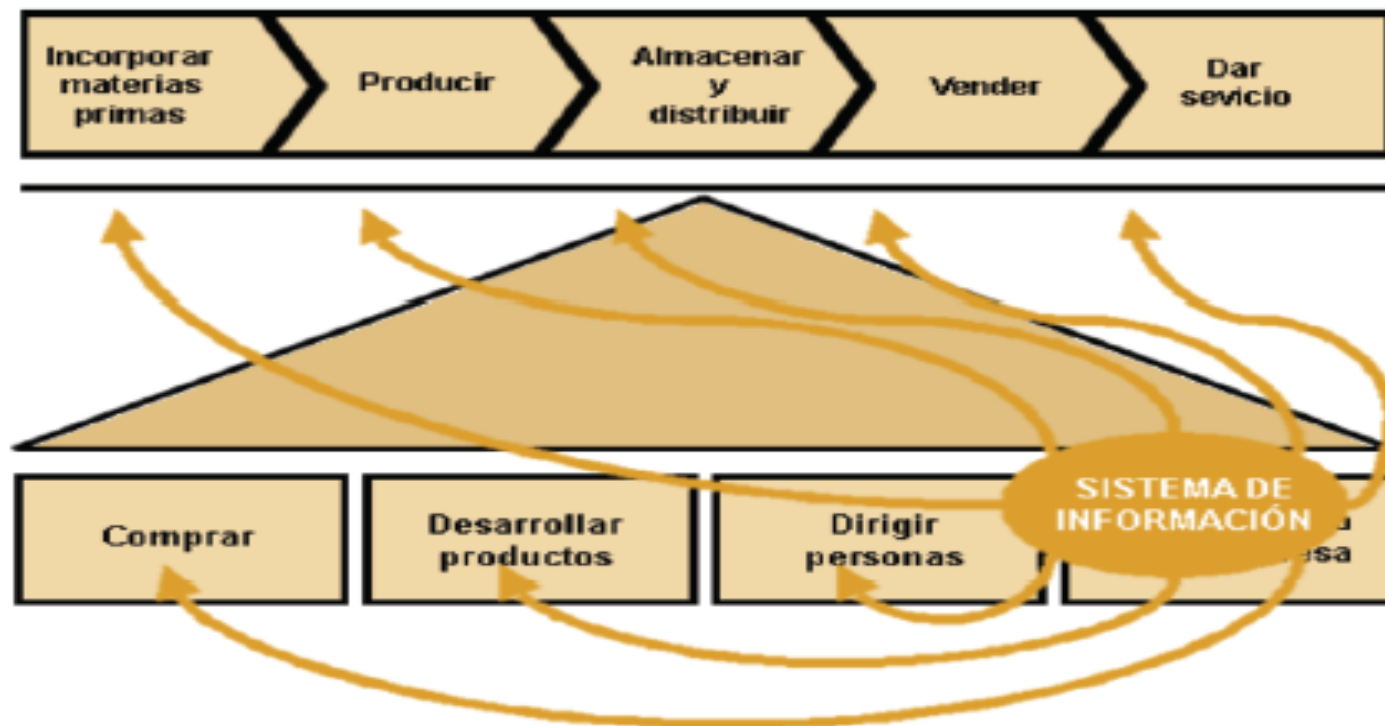 Incorporar
materias
primas
Producir
Almacenar
y
distribuir
Vender
Dar
sevicio
Comprar
Desarrollar
productos
Dirigir
personas
SISTEMA DE
INFORMACIÓN